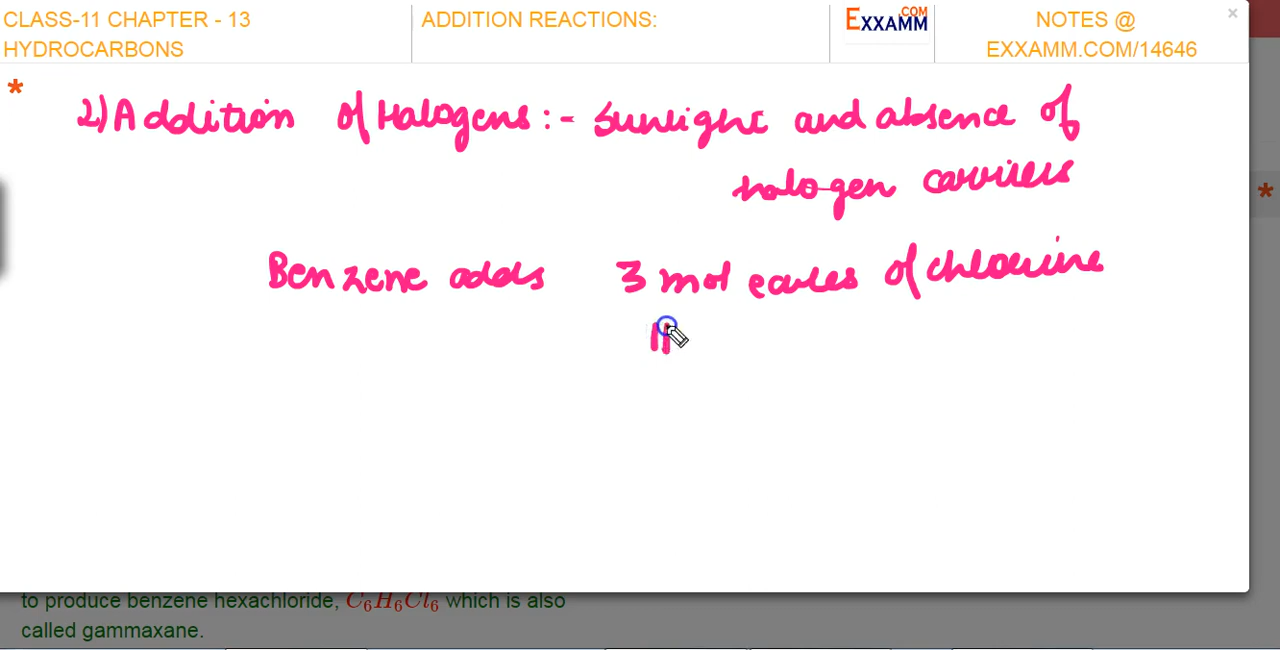 CLASS-11 CHAPTER - 13
HYDROCARBONS
ADDITION REACTIONS:
EXXAMM.COM
NOTES @
EXXAMM.COM/14646
×
* 2) Addition of Halogens :- Sunlight and absence of
halogen carriers
*
Benzene adds 3 molecules of chlorine
to produce benzene hexachloride, C₆H₆Cl₆ which is also
called gammaxane.